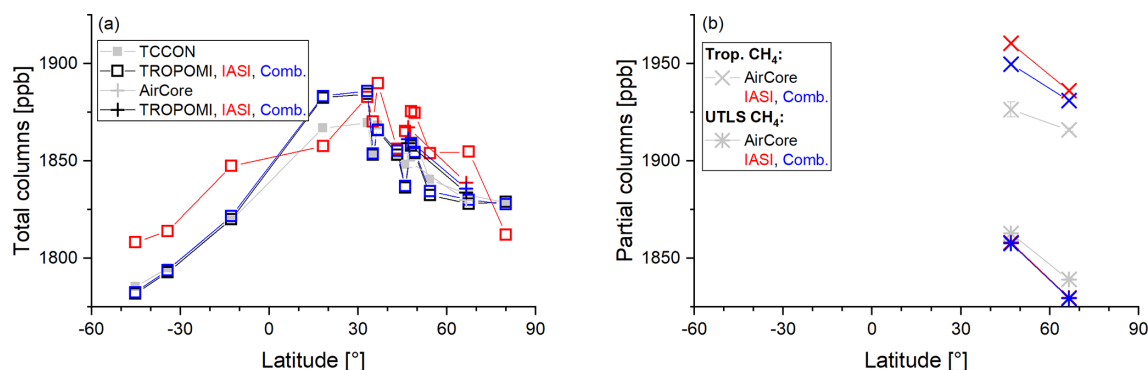 (a)
TCCON
TROPOMI, IASI, Comb.
AirCore
TROPOMI, IASI, Comb.
Total columns [ppb]
1900
1850
1800
-60 -30 0 30 60 90
Latitude [°]
(b)
Trop. CH₄:
AirCore
IASI, Comb.
UTLS CH₄:
AirCore
IASI, Comb.
Partial columns [ppb]
1950
1900
1850
-60 -30 0 30 60 90
Latitude [°]